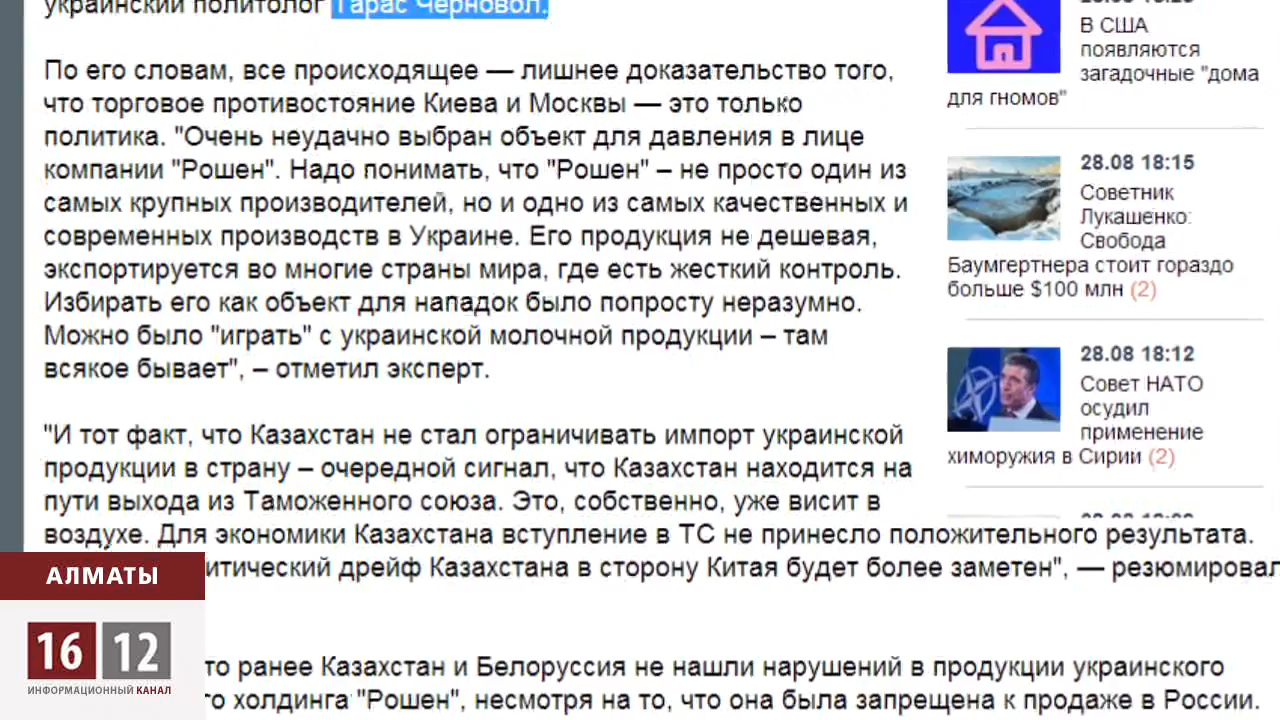 украинский политолог Тарас Черновол.
По его словам, все происходящее — лишнее доказательство того,
что торговое противостояние Киева и Москвы — это только
политика. "Очень неудачно выбран объект для давления в лице
компании "Рошен". Надо понимать, что "Рошен" – не просто один из
самых крупных производителей, но и одно из самых качественных и
современных производств в Украине. Его продукция не дешевая,
экспортируется во многие страны мира, где есть жесткий контроль.
Избирать его как объект для нападок было попросту неразумно.
Можно было "играть" с украинской молочной продукции – там
всякое бывает", – отметил эксперт.
"И тот факт, что Казахстан не стал ограничивать импорт украинской
продукции в страну – очередной сигнал, что Казахстан находится на
пути выхода из Таможенного союза. Это, собственно, уже висит в
воздухе. Для экономики Казахстана вступление в ТС не принесло положительного результата.
итический дрейф Казахстана в сторону Китая будет более заметен", — резюмировал
то ранее Казахстан и Белоруссия не нашли нарушений в продукции украинского
го холдинга "Рошен", несмотря на то, что она была запрещена к продаже в России.
В США
появляются
загадочные "дома
для гномов"
28.08 18:15
Советник
Лукашенко:
Свобода
Баумгертнера стоит гораздо
больше $100 млн (2)
28.08 18:12
Совет НАТО
осудил
применение
химоружия в Сирии (2)
АЛМАТЫ
16 12
ИНФОРМАЦИОННЫЙ КАНАЛ